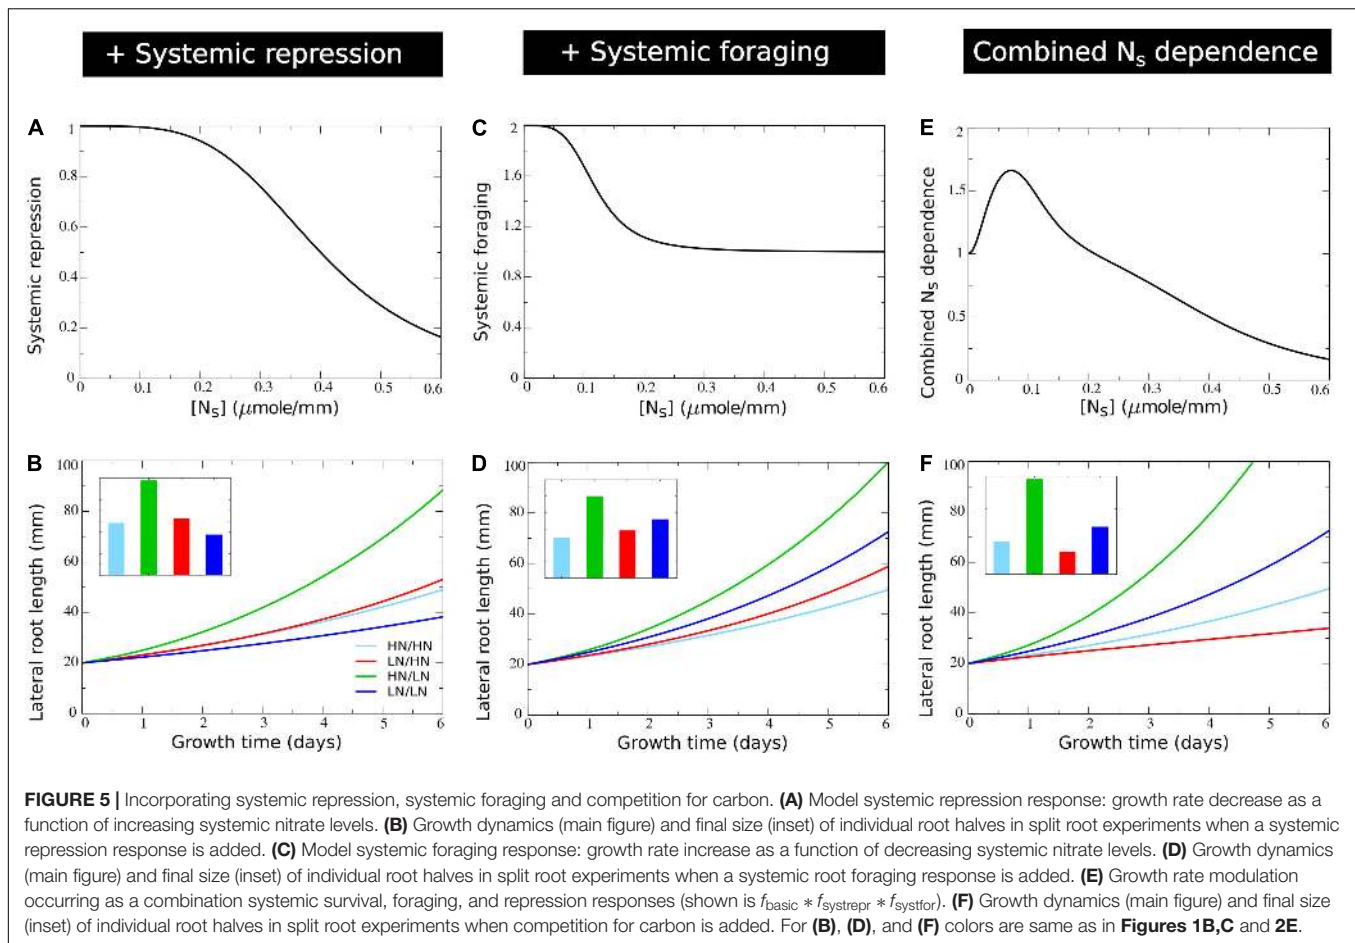 + Systemic repression
+ Systemic foraging
Combined Ns dependence
A
Systemic repression
1
0.8
0.6
0.4
0.2
0
0
0.1
0.2
0.3
0.4
0.5
0.6
[Ns] (μmole/mm)
C
Systemic foraging
2
1.6
1.2
0.8
0.4
0
0
0.1
0.2
0.3
0.4
0.5
0.6
[Ns] (μmole/mm)
E
Combined Ns dependence
2
1.5
1
0.5
0
0
0.1
0.2
0.3
0.4
0.5
0.6
[Ns] (μmole/mm)
B
Lateral root length (mm)
100
80
60
40
20
0
0
1
2
3
4
5
6
Growth time (days)
HN/HN
LN/HN
HN/LN
LN/LN
D
Lateral root length (mm)
100
80
60
40
20
0
0
1
2
3
4
5
6
Growth time (days)
F
Lateral root length (mm)
100
80
60
40
20
0
0
1
2
3
4
5
6
Growth time (days)
FIGURE 5 | Incorporating systemic repression, systemic foraging and competition for carbon. (A) Model systemic repression response: growth rate decrease as a
function of increasing systemic nitrate levels. (B) Growth dynamics (main figure) and final size (inset) of individual root halves in split root experiments when a systemic
repression response is added. (C) Model systemic foraging response: growth rate increase as a function of decreasing systemic nitrate levels. (D) Growth dynamics
(main figure) and final size (inset) of individual root halves in split root experiments when a systemic root foraging response is added. (E) Growth rate modulation
occurring as a combination systemic survival, foraging, and repression responses (shown is fbasic * fsystrepr * fsystfor). (F) Growth dynamics (main figure) and final size
(inset) of individual root halves in split root experiments when competition for carbon is added. For (B), (D), and (F) colors are same as in Figures 1B,C and 2E.